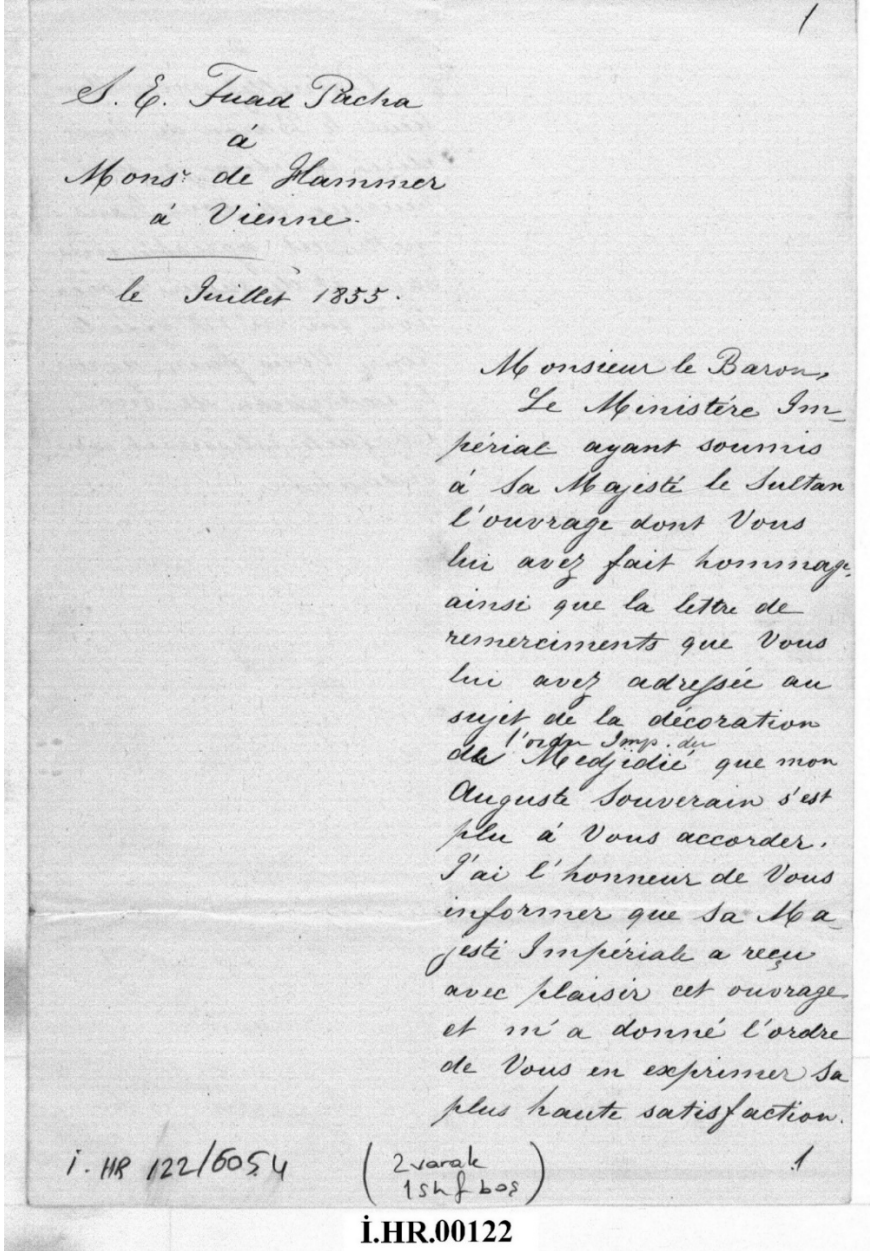 1
S. E. Fuad Pacha
à
Monsr. de Hammer
à Vienne.
le Juillet 1855.
Monsieur le Baron,
Le Ministére Im-
périal ayant soumis
à Sa Majesté le Sultan
l'ouvrage dont Vous
lui avez fait hommage,
ainsi que la lettre de
remerciments que Vous
lui avez adressée au
sujet de la décoration
l'ordre Imp. du
de Medjidié que mon
Auguste Souverain s'est
plu à Vous accorder.
J'ai l'honneur de Vous
informer que Sa Ma-
jesté Impériale a reçu
avec plaisir cet ouvrage
et m'a donné l'ordre
de Vous en exprimer Sa
plus haute satisfaction.
i. HR 122/6054
(2 varak
1 shf boş)
1
İ.HR.00122